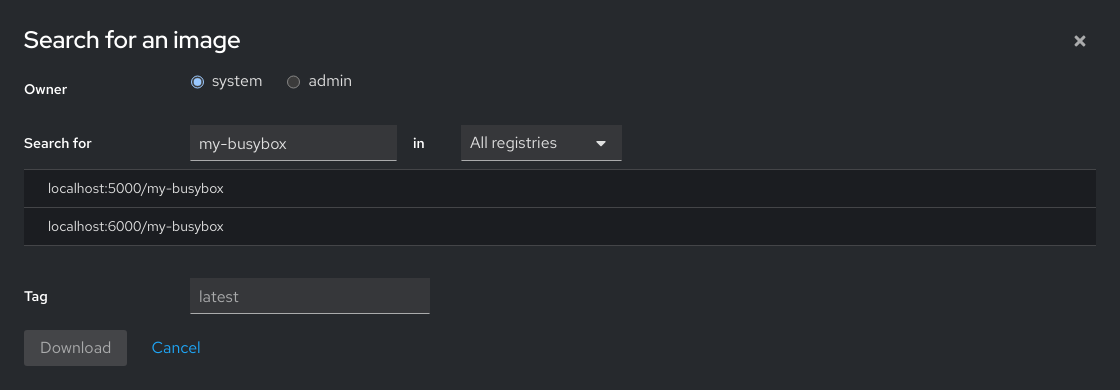 Search for an image
Owner system admin
Search for my-busybox in All registries
localhost:5000/my-busybox
localhost:6000/my-busybox
Tag latest
Download Cancel